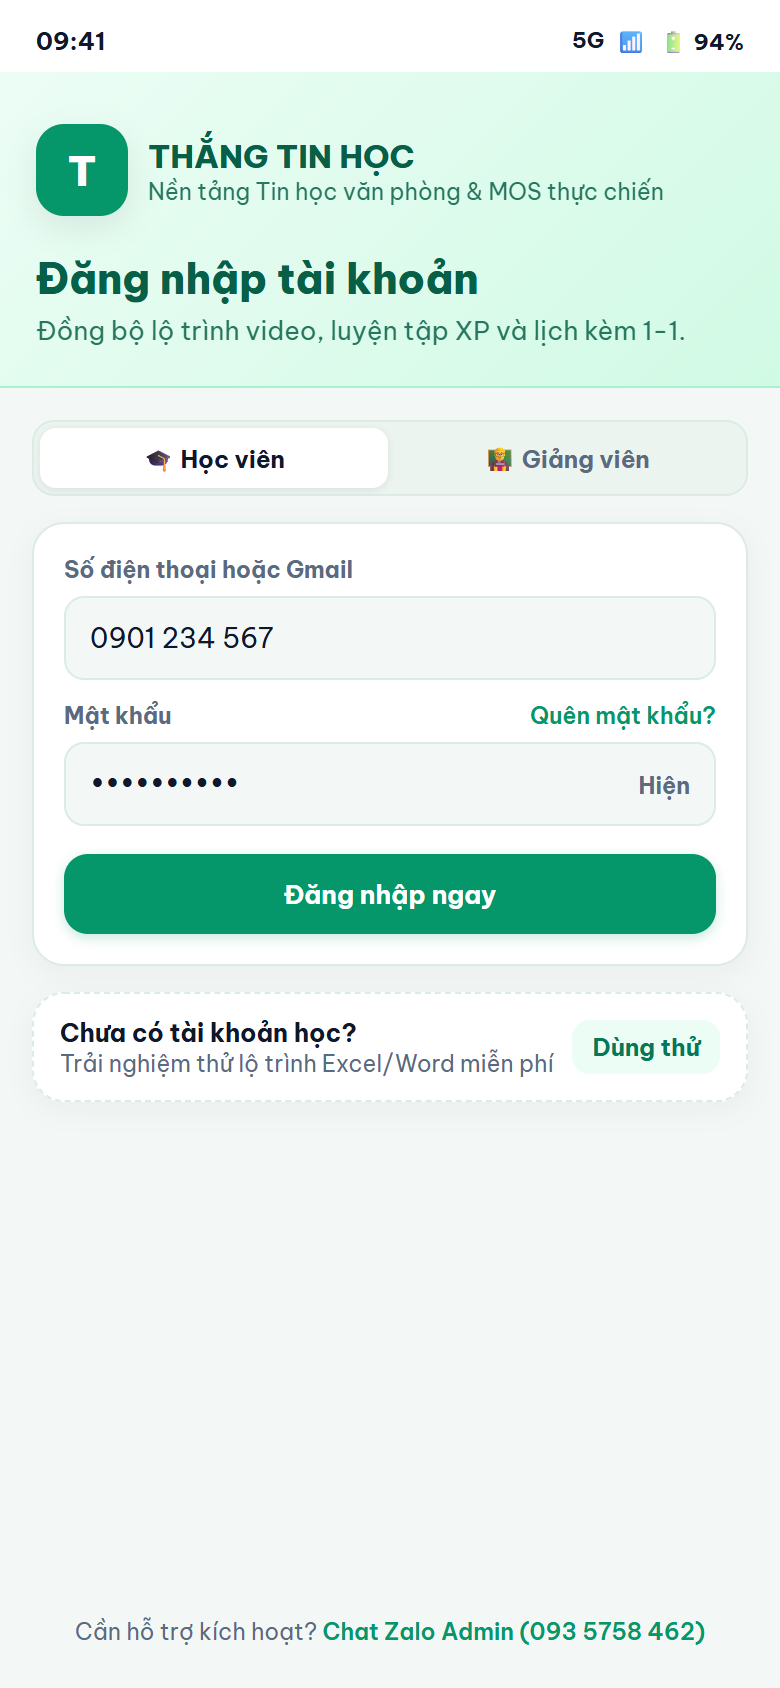 09:41
5G 94%
T
THẮNG TIN HỌC
Nền tảng Tin học văn phòng & MOS thực chiến
Đăng nhập tài khoản
Đồng bộ lộ trình video, luyện tập XP và lịch kèm 1-1.
Học viên
Giảng viên
Số điện thoại hoặc Gmail
0901 234 567
Mật khẩu
Quên mật khẩu?
••••••••••
Hiện
Đăng nhập ngay
Chưa có tài khoản học?
Trải nghiệm thử lộ trình Excel/Word miễn phí
Dùng thử
Cần hỗ trợ kích hoạt? Chat Zalo Admin (093 5758 462)